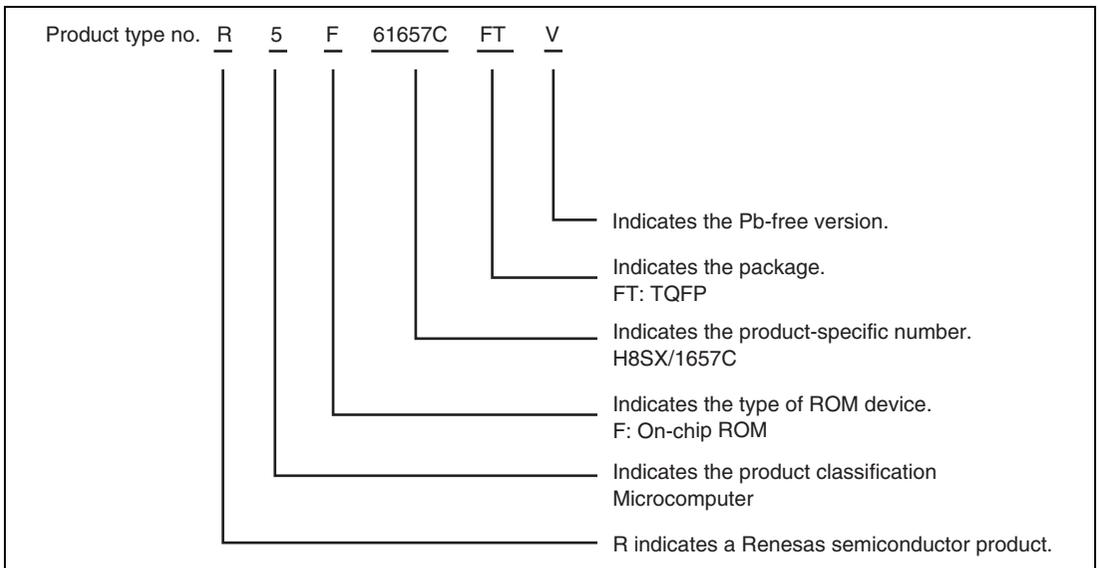 Product type no. R 5 F 61657C FT V
Indicates the Pb-free version.
Indicates the package.
FT: TQFP
Indicates the product-specific number.
H8SX/1657C
Indicates the type of ROM device.
F: On-chip ROM
Indicates the product classification
Microcomputer
R indicates a Renesas semiconductor product.